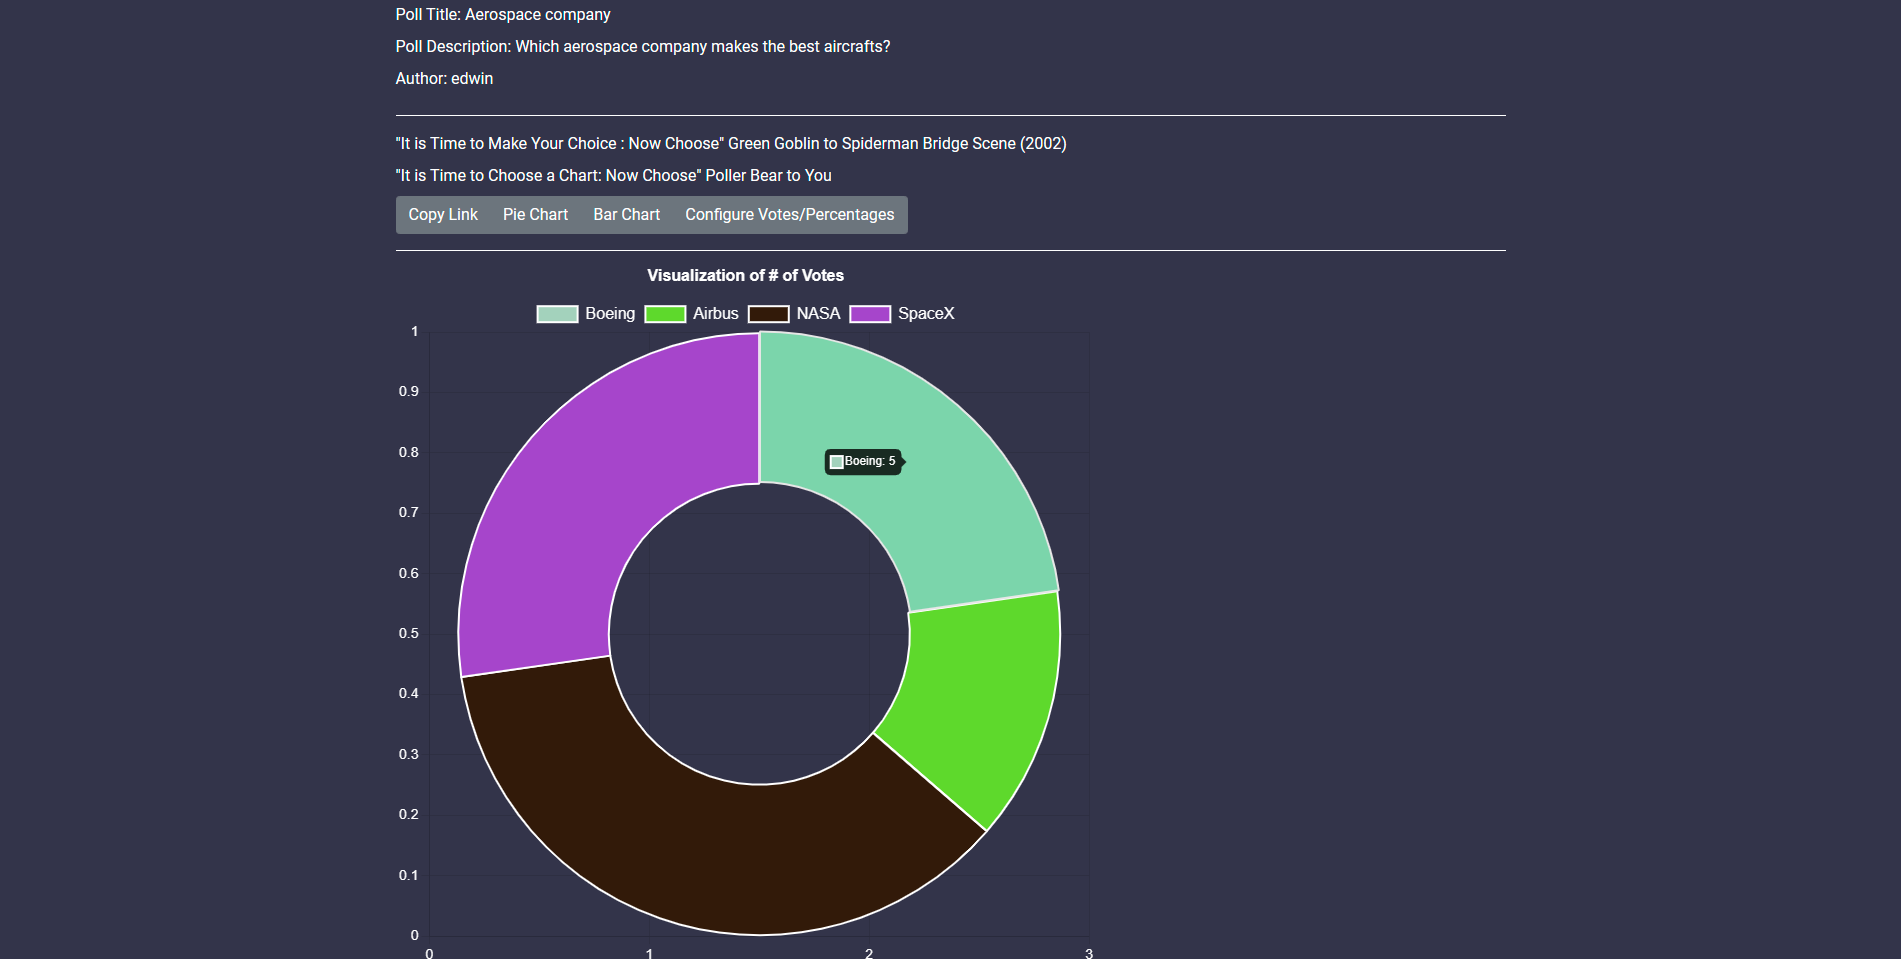 Poll Title: Aerospace company
Poll Description: Which aerospace company makes the best aircrafts?
Author: edwin
"It is Time to Make Your Choice : Now Choose" Green Goblin to Spiderman Bridge Scene (2002)
"It is Time to Choose a Chart: Now Choose" Poller Bear to You
Copy Link Pie Chart Bar Chart Configure Votes/Percentages
Visualization of # of Votes
Boeing Airbus NASA SpaceX
1
0.9
0.8
Boeing: 5
0.7
0.6
0.5
0.4
0.3
0.2
0.1
0
0 1 2 3